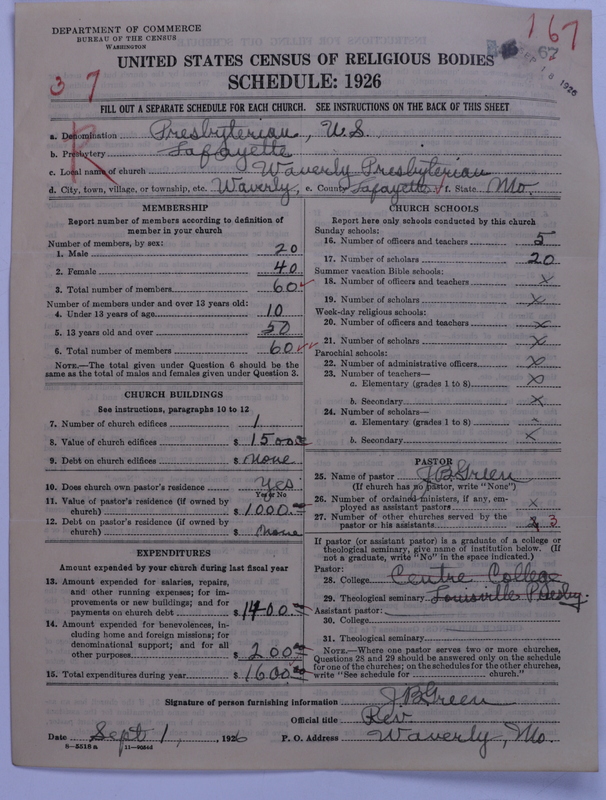 DEPARTMENT OF COMMERCE
BUREAU OF THE CENSUS
WASHINGTON
167
67
1926
37
UNITED STATES CENSUS OF RELIGIOUS BODIES
SCHEDULE: 1926
FILL OUT A SEPARATE SCHEDULE FOR EACH CHURCH. SEE INSTRUCTIONS ON THE BACK OF THIS SHEET
R
a. Denomination Presbyterian, U.S.
b. Presbytery Lafayette
c. Local name of church Waverly Presbyterian
d. City, town, village, or township, etc. Waverly, e. County Lafayette f. State Mo.
MEMBERSHIP
Report number of members according to definition of
member in your church
Number of members, by sex:
1. Male 20
2. Female 40
3. Total number of members 60
Number of members under and over 13 years old:
4. Under 13 years of age 10
5. 13 years old and over 50
6. Total number of members 60
NOTE.—The total given under Question 6 should be
same as the total of males and females given under Question 3.
CHURCH BUILDINGS
See instructions, paragraphs 10 to 12
7. Number of church edifices 1
8. Value of church edifices $ 15000
9. Debt on church edifices $ None
10. Does church own pastor's residence Yes
Yes or No
11. Value of pastor's residence (if owned by
church) $ 1000.
12. Debt on pastor's residence (if owned by
church) $ None
EXPENDITURES
Amount expended by your church during last fiscal year
13. Amount expended for salaries, repairs,
and other running expenses; for im-
provements or new buildings; and for
payments on church debt $ 1400
14. Amount expended for benevolences, in-
cluding home and foreign missions; for
denominational support; and for all
other purposes $ 200
15. Total expenditures during year $ 1600
CHURCH SCHOOLS
Report here only schools conducted by this church
Sunday schools:
16. Number of officers and teachers 5
17. Number of scholars 20
Summer vacation Bible schools:
18. Number of officers and teachers x
19. Number of scholars x
Week-day religious schools:
20. Number of officers and teachers x
21. Number of scholars x
Parochial schools:
22. Number of administrative officers x
23. Number of teachers—
a. Elementary (grades 1 to 8) x
b. Secondary x
24. Number of scholars—
a. Elementary (grades 1 to 8)
b. Secondary x
PASTOR
25. Name of pastor J B Green
(If church has no pastor, write "None")
26. Number of ordained ministers, if any, em-
ployed as assistant pastors x
27. Number of other churches served by the
pastor or his assistants 3
If pastor (or assistant pastor) is a graduate of a college or
theological seminary, give name of institution below. (If
not a graduate, write "No" in the space indicated.)
Pastor:
28. College Centre College
29. Theological seminary Louisville Presby.
Assistant pastor:
30. College
31. Theological seminary
NOTE.—Where one pastor serves two or more churches,
Questions 28 and 29 should be answered only on the schedule
for one of the churches; on the schedules for the other churches,
write "See schedule for church."
Signature of person furnishing information J B Green
Official title Rev
Date Sept 1, 1926 P. O. Address Waverly, Mo.
8—5518a 11—9034d